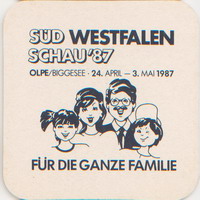 SÜD WESTFALEN
SCHAU'87
OLPE/BIGGESEE · 24. APRIL — 3. MAI 1987
FÜR DIE GANZE FAMILIE